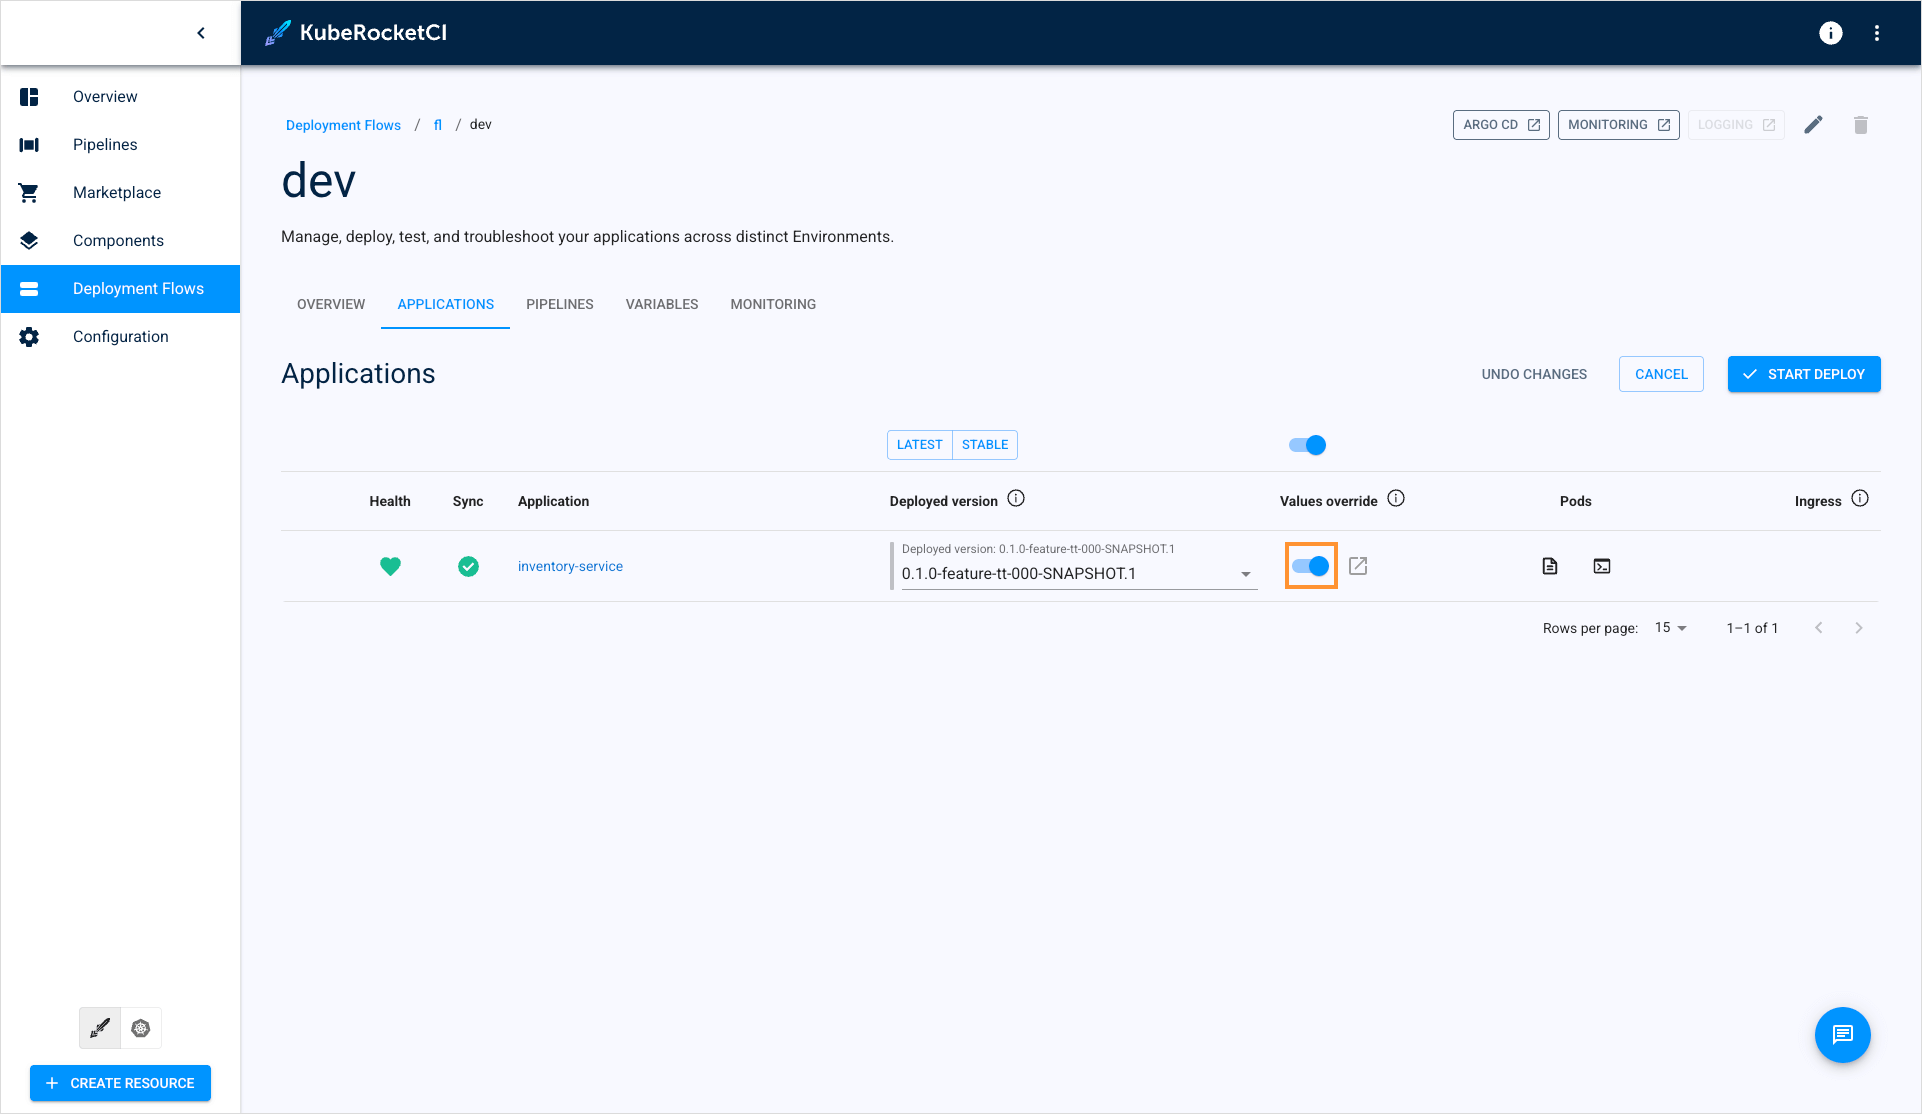 KubeRocketCI
Overview
Pipelines
Marketplace
Components
Deployment Flows
Configuration
Deployment Flows / fl / dev
ARGO CD
MONITORING
LOGGING
dev
Manage, deploy, test, and troubleshoot your applications across distinct Environments.
OVERVIEW APPLICATIONS PIPELINES VARIABLES MONITORING
Applications
UNDO CHANGES
CANCEL
START DEPLOY
LATEST STABLE
Health Sync Application Deployed version Values override Pods Ingress
Deployed version: 0.1.0-feature-tt-000-SNAPSHOT.1
inventory-service 0.1.0-feature-tt-000-SNAPSHOT.1
Rows per page: 15 1–1 of 1
CREATE RESOURCE